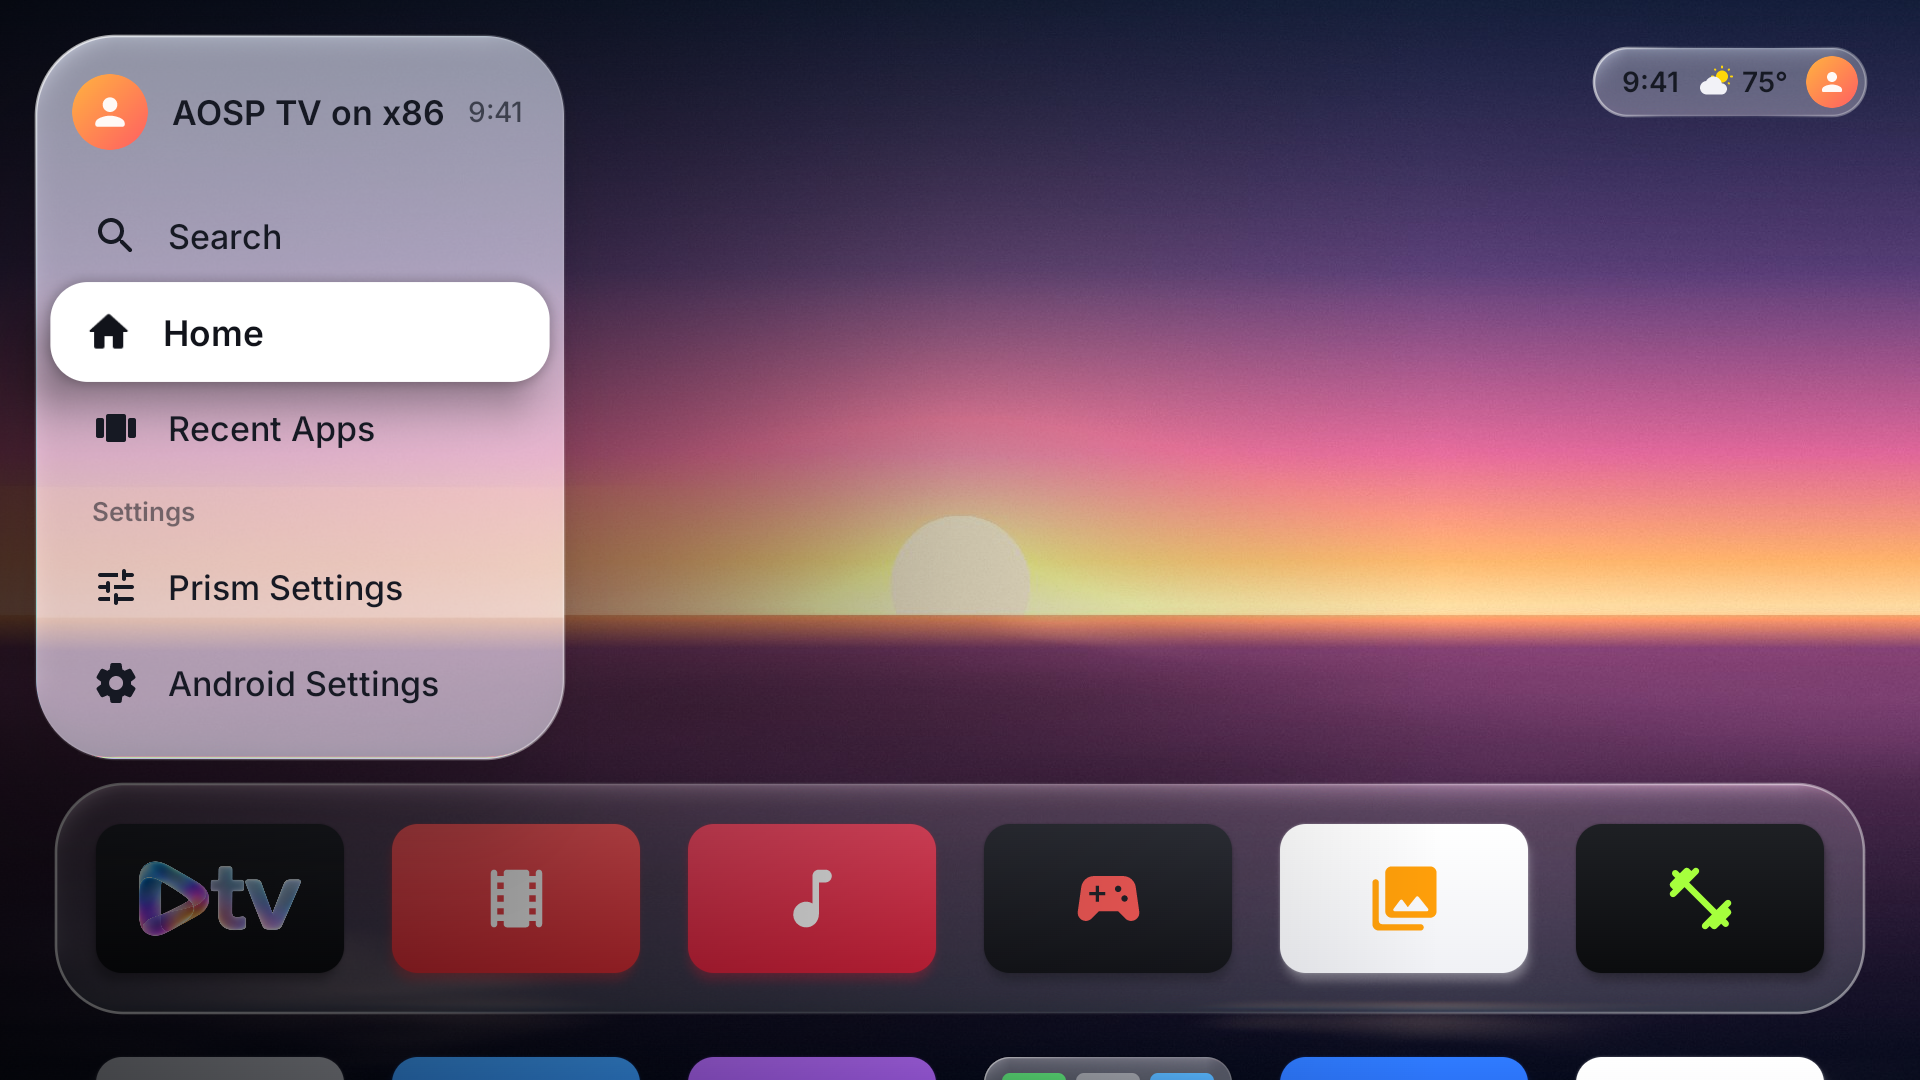 AOSP TV on x86 9:41
9:41 75°
Search
Home
Recent Apps
Settings
Prism Settings
Android Settings
tv